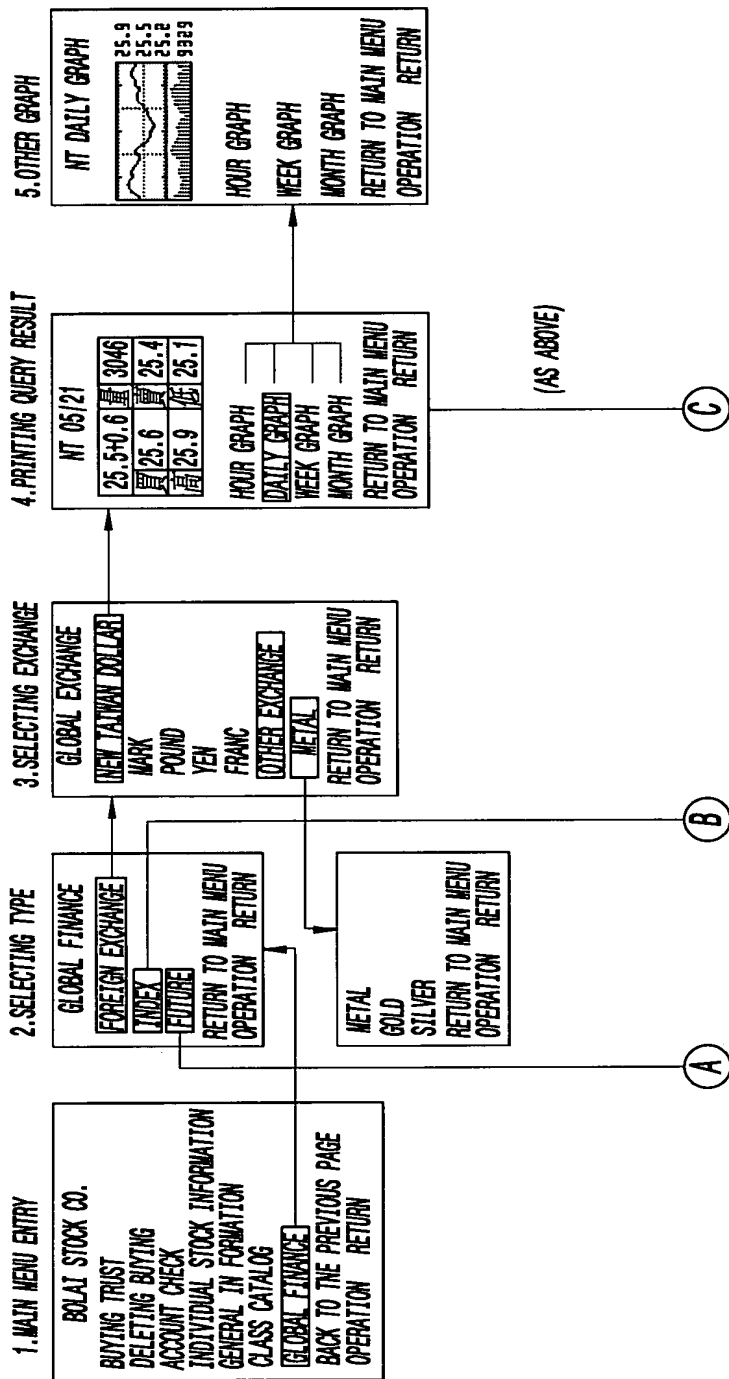 1.MAIN MENU ENTRY
BOLAI STOCK CO.
BUYING TRUST
DELETING BUYING
ACCOUNT CHECK
INDIVIDUAL STOCK INFORMATION
GENERAL IN FORMATION
CLASS CATALOG
GLOBAL FINANCE
BACK TO TNE PREVIOUS PAGE
OPERATION RETURN
2.SELECTING TYPE
GLOBAL FINANCE
FOREIGN EXCHANGE
INDEX
FUTURE
RETURN TO MAIN MENU
OPERATION RETURN
METAL
GOLD
SILVER
RETURN TO MAIN MENU
OPERATION RETURN
3.SELECTING EXCHANGE
GLOBAL EXCHANGE
NEW TAIWAN DOLLAR
MARK
POUND
YEN
FRANC
OTHER EXCHANGE
METAL
RETURN TO MAIN MENU
OPERATION RETURN
4.PRINTING QUERY RESULT
NT 05/21
25.5+0.6 量 3046
買 25.6 賣 25.4
高 25.9 低 25.1
HOUR GRAPH
DAILY GRAPH
WEEK GRAPH
MONTH GRAPH
RETURN TO MAIN MENU
OPERATION RETURN
(AS ABOVE)
5.OTHER GRAPH
NT DAILY GRAPH
25.9
25.5
25.2
9329
HOUR GRAPH
WEEK GRAPH
MONTH GRAPH
RETURN TO MAIN MENU
OPERATION RETURN
A
B
C